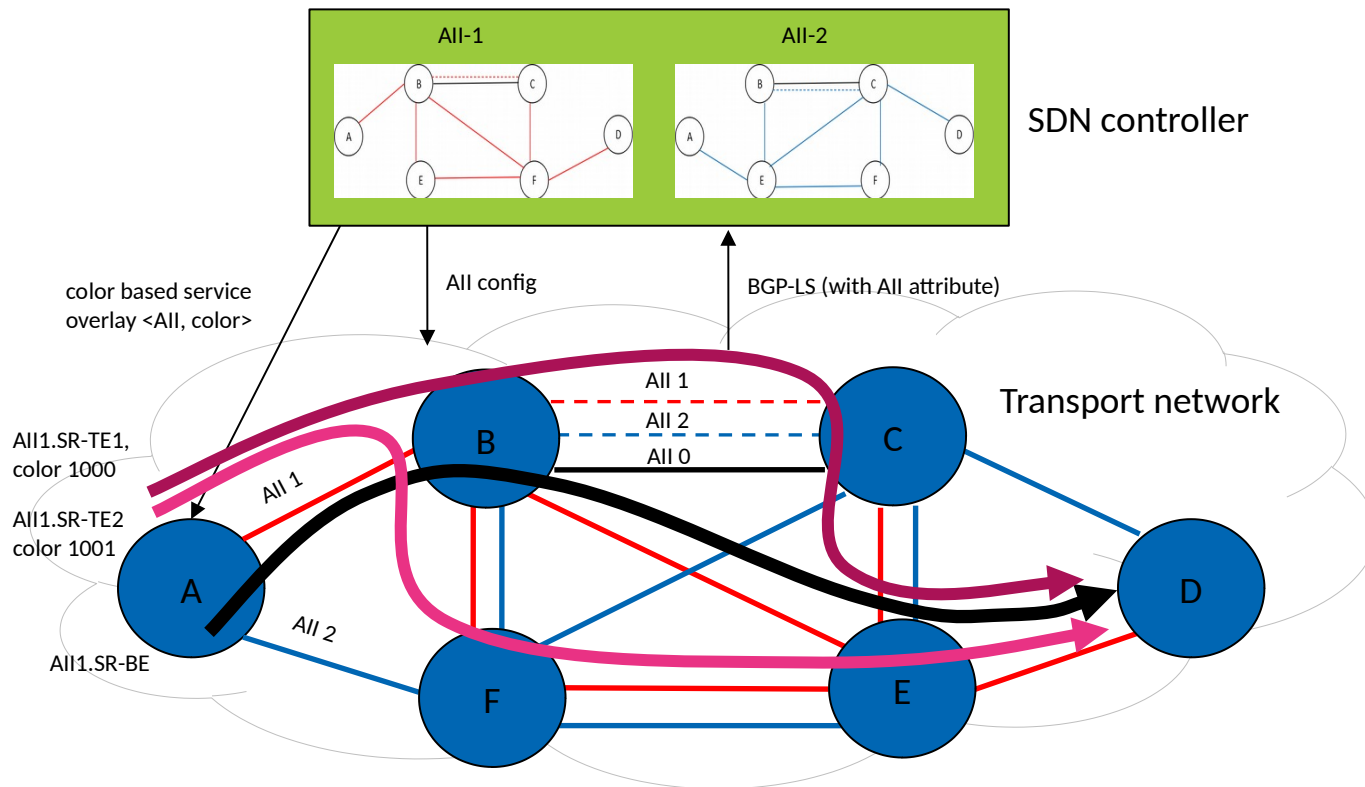 AII-1
AII-2
B
C
A
D
E
F
B
C
A
D
E
F
SDN controller
color based service
overlay <AII, color>
AII config
BGP-LS (with AII attribute)
Transport network
AII1.SR-TE1,
color 1000
AII1.SR-TE2
color 1001
AII1.SR-BE
AII 1
AII 2
AII 1
AII 2
AII 0
B
C
A
D
F
E